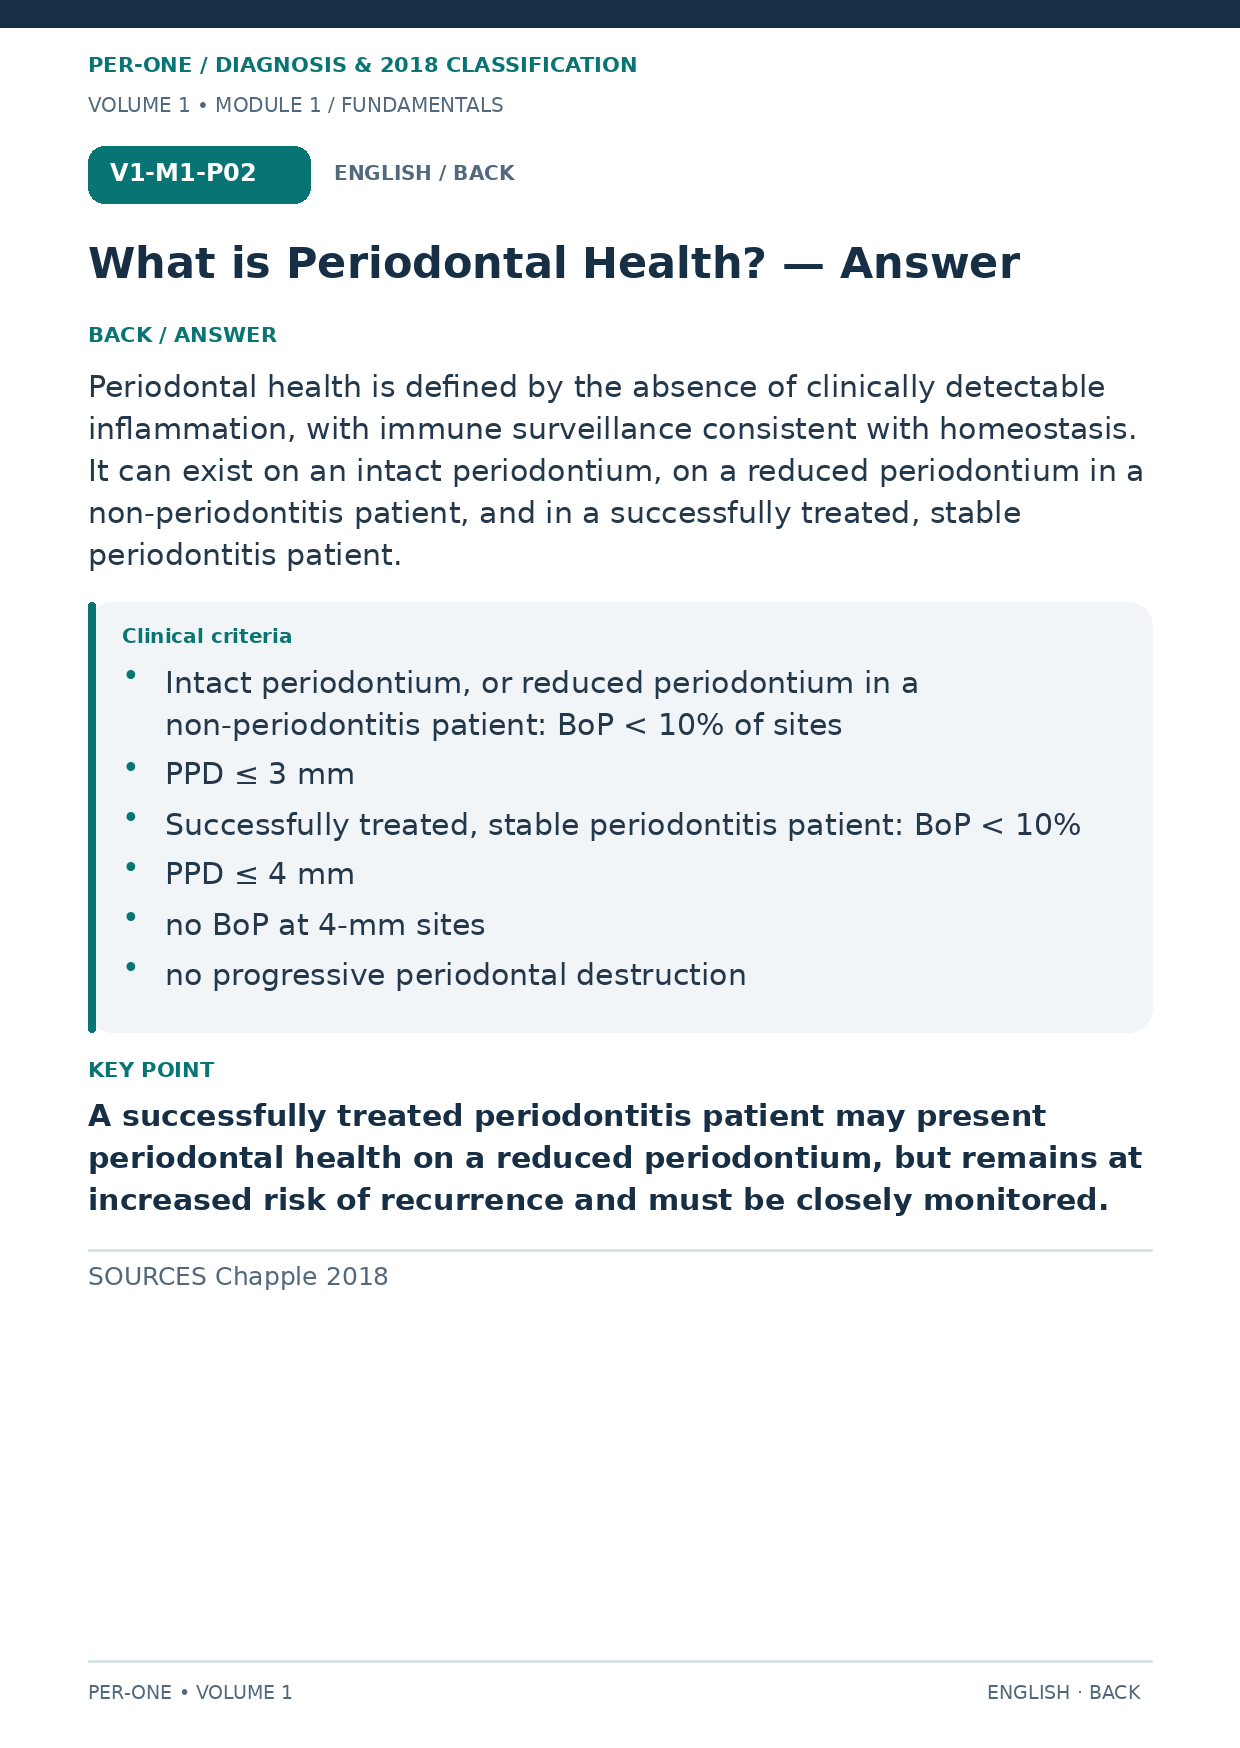 PER-ONE / DIAGNOSIS & 2018 CLASSIFICATION
VOLUME 1 • MODULE 1 / FUNDAMENTALS
V1-M1-P02
ENGLISH / BACK
What is Periodontal Health? — Answer
BACK / ANSWER
Periodontal health is defined by the absence of clinically detectable
inflammation, with immune surveillance consistent with homeostasis.
It can exist on an intact periodontium, on a reduced periodontium in a
non-periodontitis patient, and in a successfully treated, stable
periodontitis patient.
Clinical criteria
• Intact periodontium, or reduced periodontium in a
non-periodontitis patient: BoP < 10% of sites
• PPD ≤ 3 mm
• Successfully treated, stable periodontitis patient: BoP < 10%
• PPD ≤ 4 mm
• no BoP at 4-mm sites
• no progressive periodontal destruction
KEY POINT
A successfully treated periodontitis patient may present
periodontal health on a reduced periodontium, but remains at
increased risk of recurrence and must be closely monitored.
SOURCES Chapple 2018
PER-ONE • VOLUME 1
ENGLISH · BACK